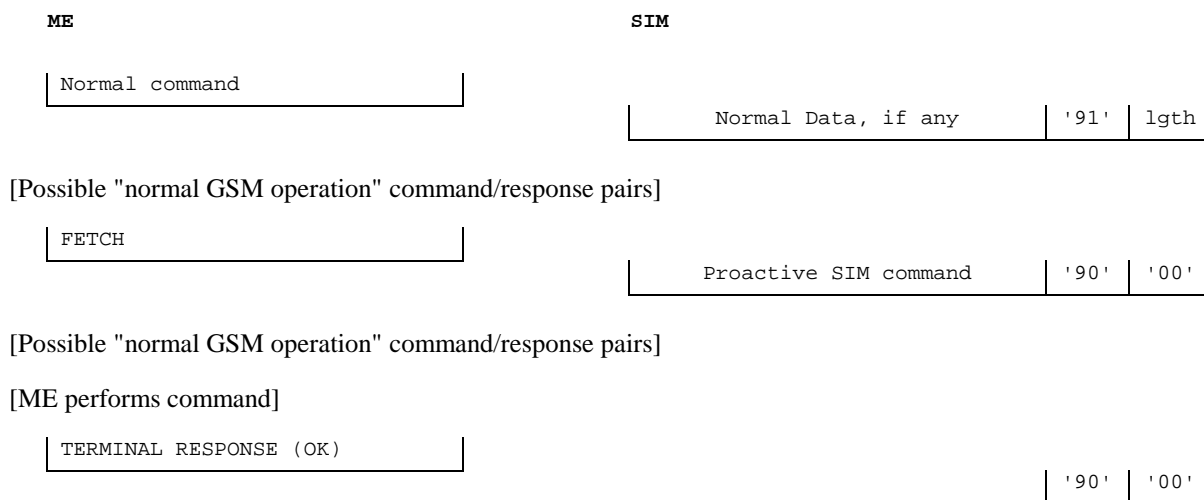 ME SIM
Normal command
Normal Data, if any '91' lgth
[Possible "normal GSM operation" command/response pairs]
FETCH
Proactive SIM command '90' '00'
[Possible "normal GSM operation" command/response pairs]
[ME performs command]
TERMINAL RESPONSE (OK)
'90' '00'